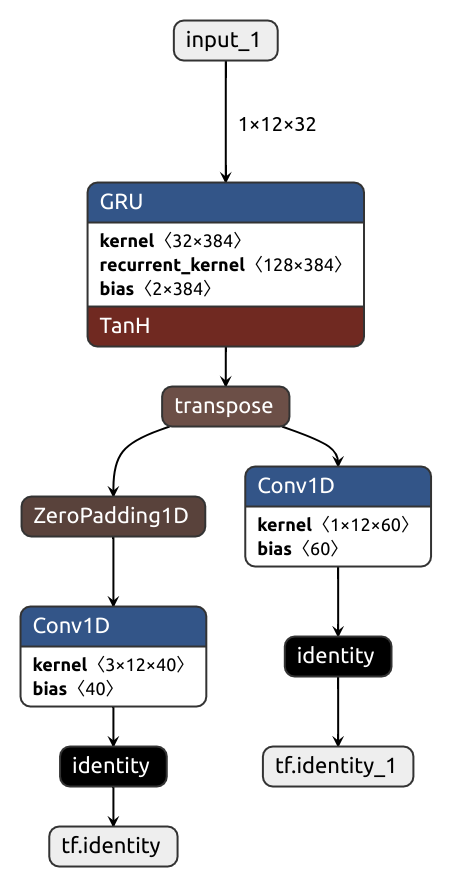 input_1
1×12×32
GRU
kernel〈32×384〉
recurrent_kernel〈128×384〉
bias〈2×384〉
TanH
transpose
ZeroPadding1D
Conv1D
kernel〈1×12×60〉
bias〈60〉
Conv1D
kernel〈3×12×40〉
bias〈40〉
identity
identity
tf.identity_1
tf.identity